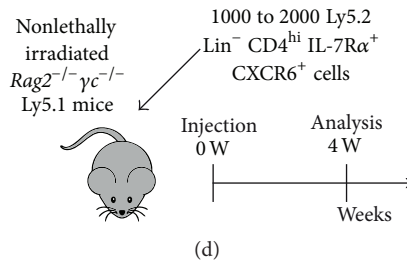 Nonlethally
irradiated
Rag2⁻/⁻ γc⁻/⁻
Ly5.1 mice
1000 to 2000 Ly5.2
Lin⁻ CD4ʰⁱ IL-7Rα⁺
CXCR6⁺ cells
Injection
0 W
Analysis
4 W
Weeks
(d)